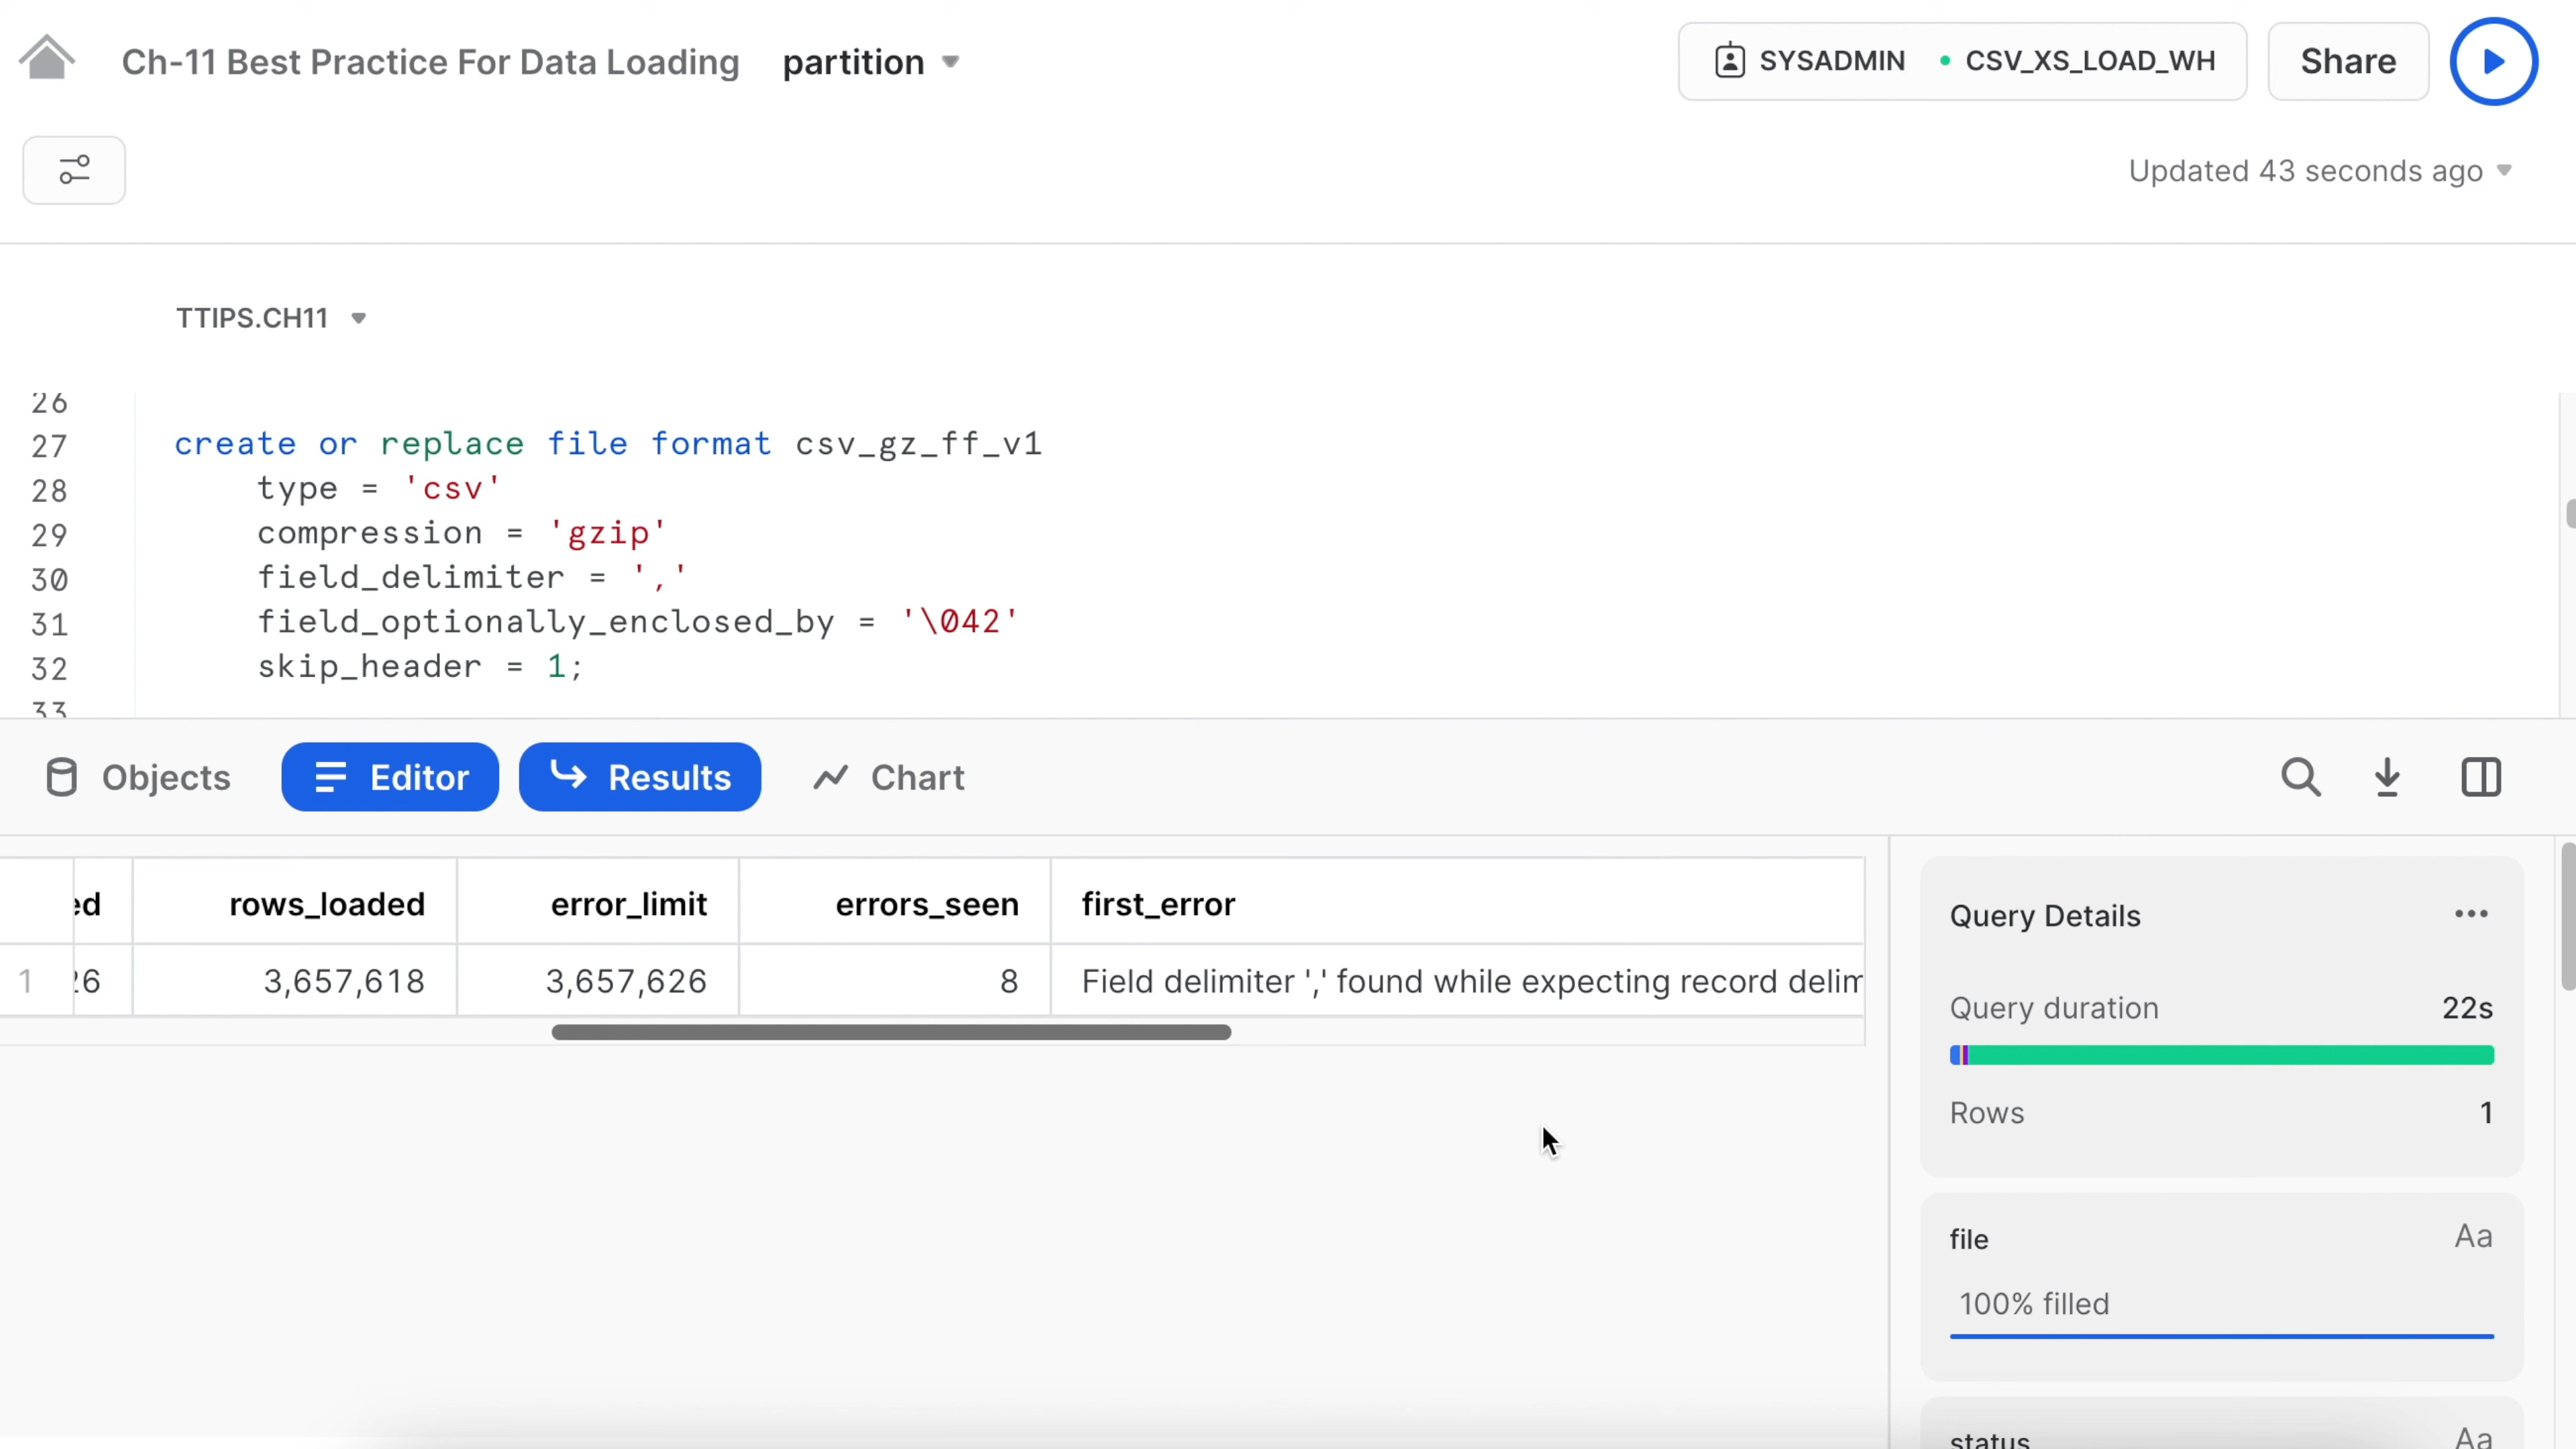 Ch-11 Best Practice For Data Loading partition SYSADMIN CSV_XS_LOAD_WH Share
Updated 43 seconds ago
TTIPS.CH11
26
27 create or replace file format csv_gz_ff_v1
28 type = 'csv'
29 compression = 'gzip'
30 field_delimiter = ','
31 field_optionally_enclosed_by = '\042'
32 skip_header = 1;
33
Objects Editor Results Chart
ed rows_loaded error_limit errors_seen first_error
1 26 3,657,618 3,657,626 8 Field delimiter ',' found while expecting record delim
Query Details
Query duration 22s
Rows 1
file Aa
100% filled
status Aa